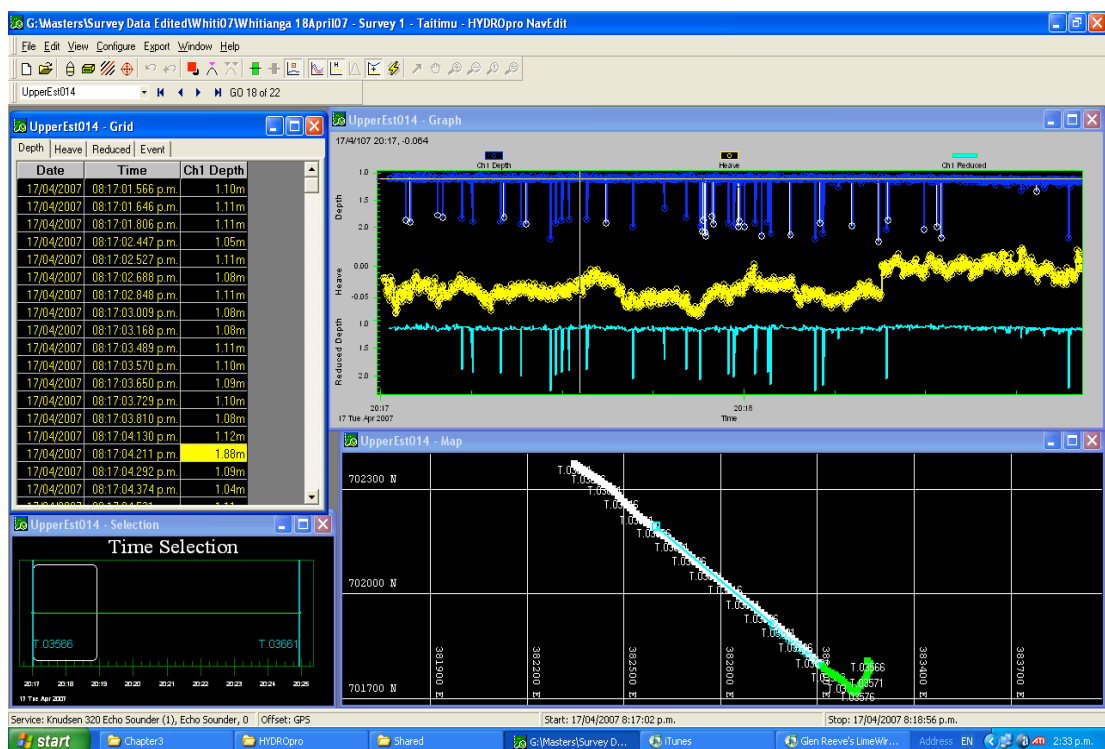 G:\Masters\Survey Data Edited\Whiti07\Whitianga 18April07 - Survey 1 - Taitimu - HYDROpro NavEdit
File Edit View Configure Export Window Help
UpperEst014 GO 18 of 22
UpperEst014 - Grid
Depth Heave Reduced Event
Date Time Ch1 Depth
17/04/2007 08:17:01.566 p.m. 1.10m
17/04/2007 08:17:01.646 p.m. 1.11m
17/04/2007 08:17:01.806 p.m. 1.11m
17/04/2007 08:17:02.447 p.m. 1.05m
17/04/2007 08:17:02.527 p.m. 1.11m
17/04/2007 08:17:02.688 p.m. 1.08m
17/04/2007 08:17:02.848 p.m. 1.11m
17/04/2007 08:17:03.009 p.m. 1.08m
17/04/2007 08:17:03.168 p.m. 1.08m
17/04/2007 08:17:03.489 p.m. 1.11m
17/04/2007 08:17:03.570 p.m. 1.10m
17/04/2007 08:17:03.650 p.m. 1.09m
17/04/2007 08:17:03.729 p.m. 1.10m
17/04/2007 08:17:03.810 p.m. 1.08m
17/04/2007 08:17:04.130 p.m. 1.12m
17/04/2007 08:17:04.211 p.m. 1.88m
17/04/2007 08:17:04.292 p.m. 1.09m
17/04/2007 08:17:04.374 p.m. 1.04m
UpperEst014 - Graph
17/4/107 20:17, -0.064
Ch1 Depth Heave Ch1 Reduced
Depth
1.0
1.5
2.0
Heave
0.00
-0.05
Reduced Depth
1.0
1.5
2.0
20:17 20:18
17 Tue Apr 2007 Time
UpperEst014 - Map
702300 N
702000 N
701700 N
381900 E
382200 E
382500 E
382800 E
383400 E
383700 E
T.03566
T.03571
T.03576
UpperEst014 - Selection
Time Selection
T.03566 T.03661
20:17 20:18 20:19 20:20 20:21 20:22 20:23 20:24 20:25
17 Tue Apr 2007
Service: Knudsen 320 Echo Sounder (1), Echo Sounder, 0 Offset: GPS Start: 17/04/2007 8:17:02 p.m. Stop: 17/04/2007 8:18:56 p.m.
start Chapter3 HYDROpro Shared G:\Masters\Survey D... iTunes Glen Reeve's LimeWir... Address EN 2:33 p.m.